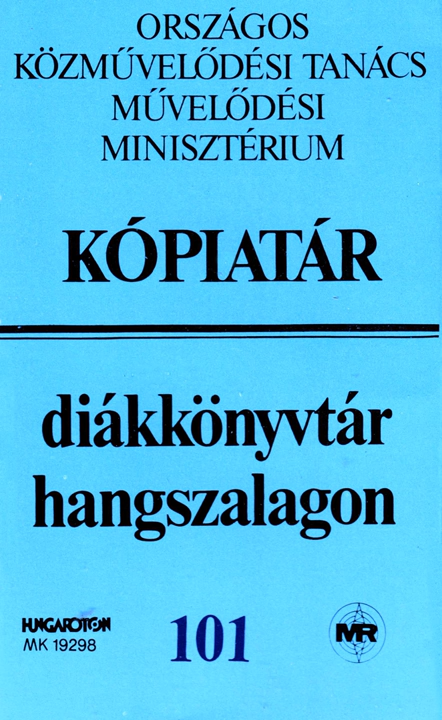 ORSZÁGOS
KÖZMŰVELŐDÉSI TANÁCS
MŰVELŐDÉSI
MINISZTÉRIUM
KÓPIATÁR
diákkönyvtár
hangszalagon
HUNGAROTON
MK 19298
101
MR